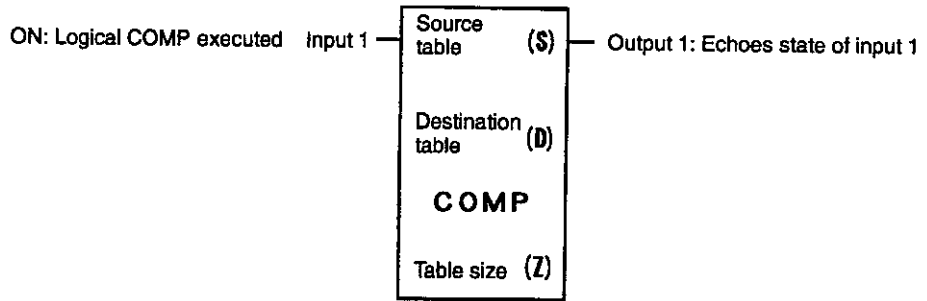 ON: Logical COMP executed Input 1
Source
table (S)
Output 1: Echoes state of input 1
Destination
table (D)
COMP
Table size (Z)